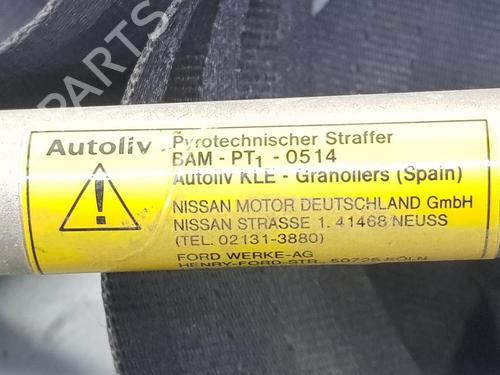 Autoliv
Pyrotechnischer Straffer
BAM - PT1 - 0514
Autoliv KLE - Granollers (Spain)
NISSAN MOTOR DEUTSCHLAND GmbH
NISSAN STRASSE 1. 41468 NEUSS
(TEL. 02131-3880)
FORD WERKE-AG
HENRY-FORD-STR., 50725 KÖLN